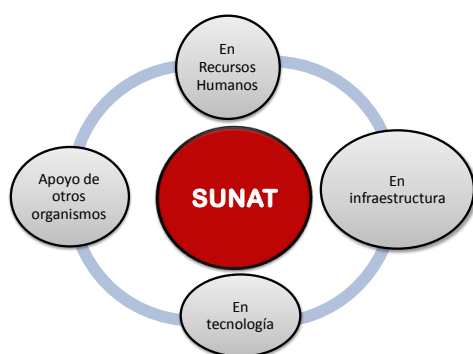 En
Recursos
Humanos
Apoyo de
otros
organismos
SUNAT
En
infraestructura
En
tecnología